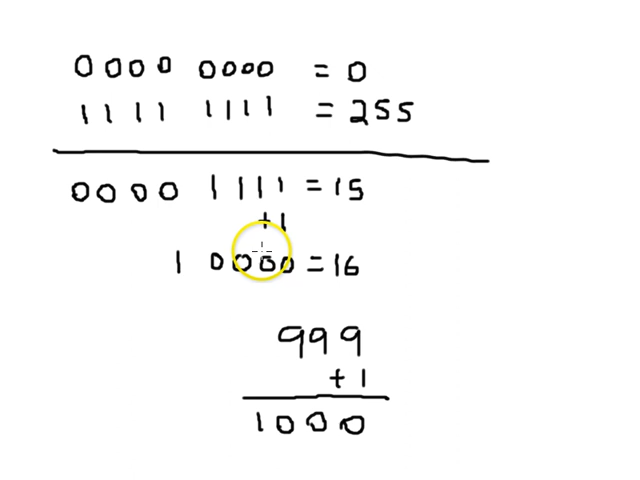 0000 0000 = 0
1111 1111 = 255
0000 1111 = 15
+1
1 0000 = 16
999
+1
1000